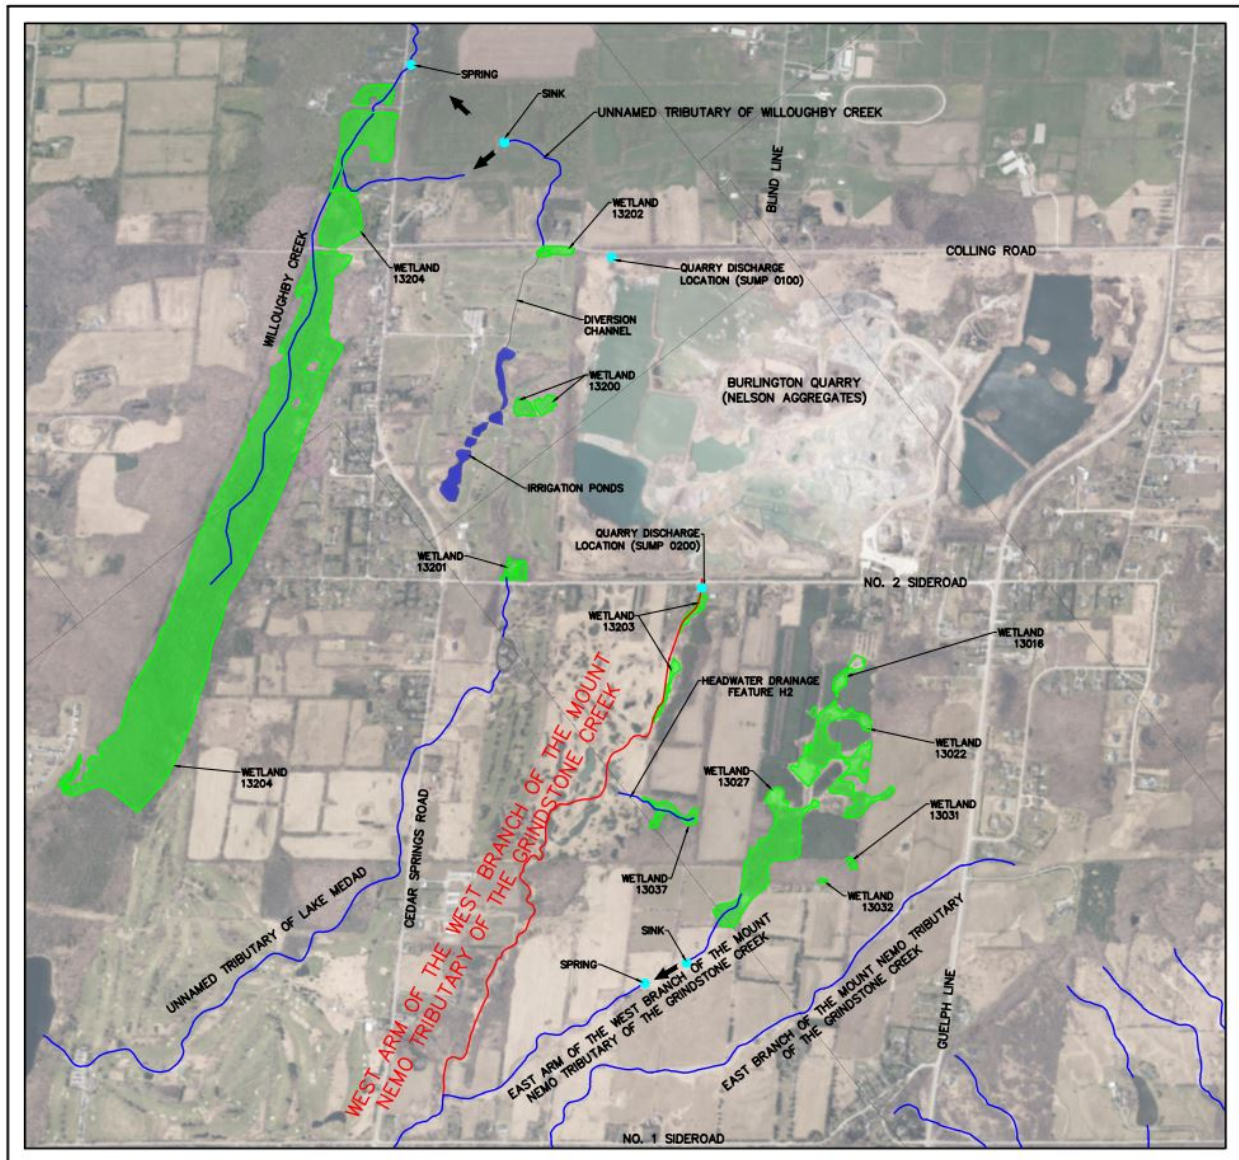 SPRING
SINK
UNNAMED TRIBUTARY OF WILLOUGHBY CREEK
BLIND LINE
WETLAND
13202
COLLING ROAD
WETLAND
13204
QUARRY DISCHARGE
LOCATION (SUMP 0100)
WILLOUGHBY CREEK
DIVERSION
CHANNEL
WETLAND
13200
BURLINGTON QUARRY
(NELSON AGGREGATES)
IRRIGATION PONDS
QUARRY DISCHARGE
LOCATION (SUMP 0200)
WETLAND
13201
NO. 2 SIDEROAD
WETLAND
13203
WETLAND
13016
HEADWATER DRAINAGE
FEATURE H2
WETLAND
13022
WETLAND
13204
WETLAND
13027
WETLAND
13031
CEDAR SPRINGS ROAD
WEST ARM OF THE WEST BRANCH OF THE MOUNT
NEMO TRIBUTARY OF THE GRINDSTONE CREEK
WETLAND
13037
WETLAND
13032
UNNAMED TRIBUTARY OF LAKE MEDAD
SINK
SPRING
EAST ARM OF THE WEST BRANCH OF THE MOUNT
NEMO TRIBUTARY OF THE GRINDSTONE CREEK
EAST BRANCH OF THE MOUNT NEMO TRIBUTARY
OF THE GRINDSTONE CREEK
GUELPH LINE
NO. 1 SIDEROAD